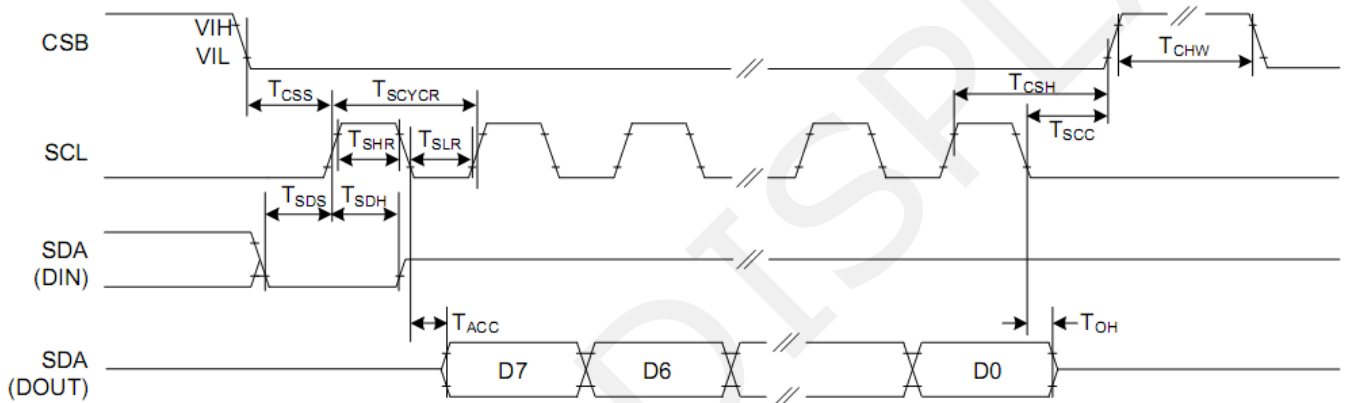 CSB
VIH
VIL
TCHW
TCSS
TSCYCR
TCSH
TSCC
SCL
TSHR
TSLR
TSDS
TSDH
SDA
(DIN)
TACC
TOH
SDA
(DOUT)
D7
D6
D0
DISPL